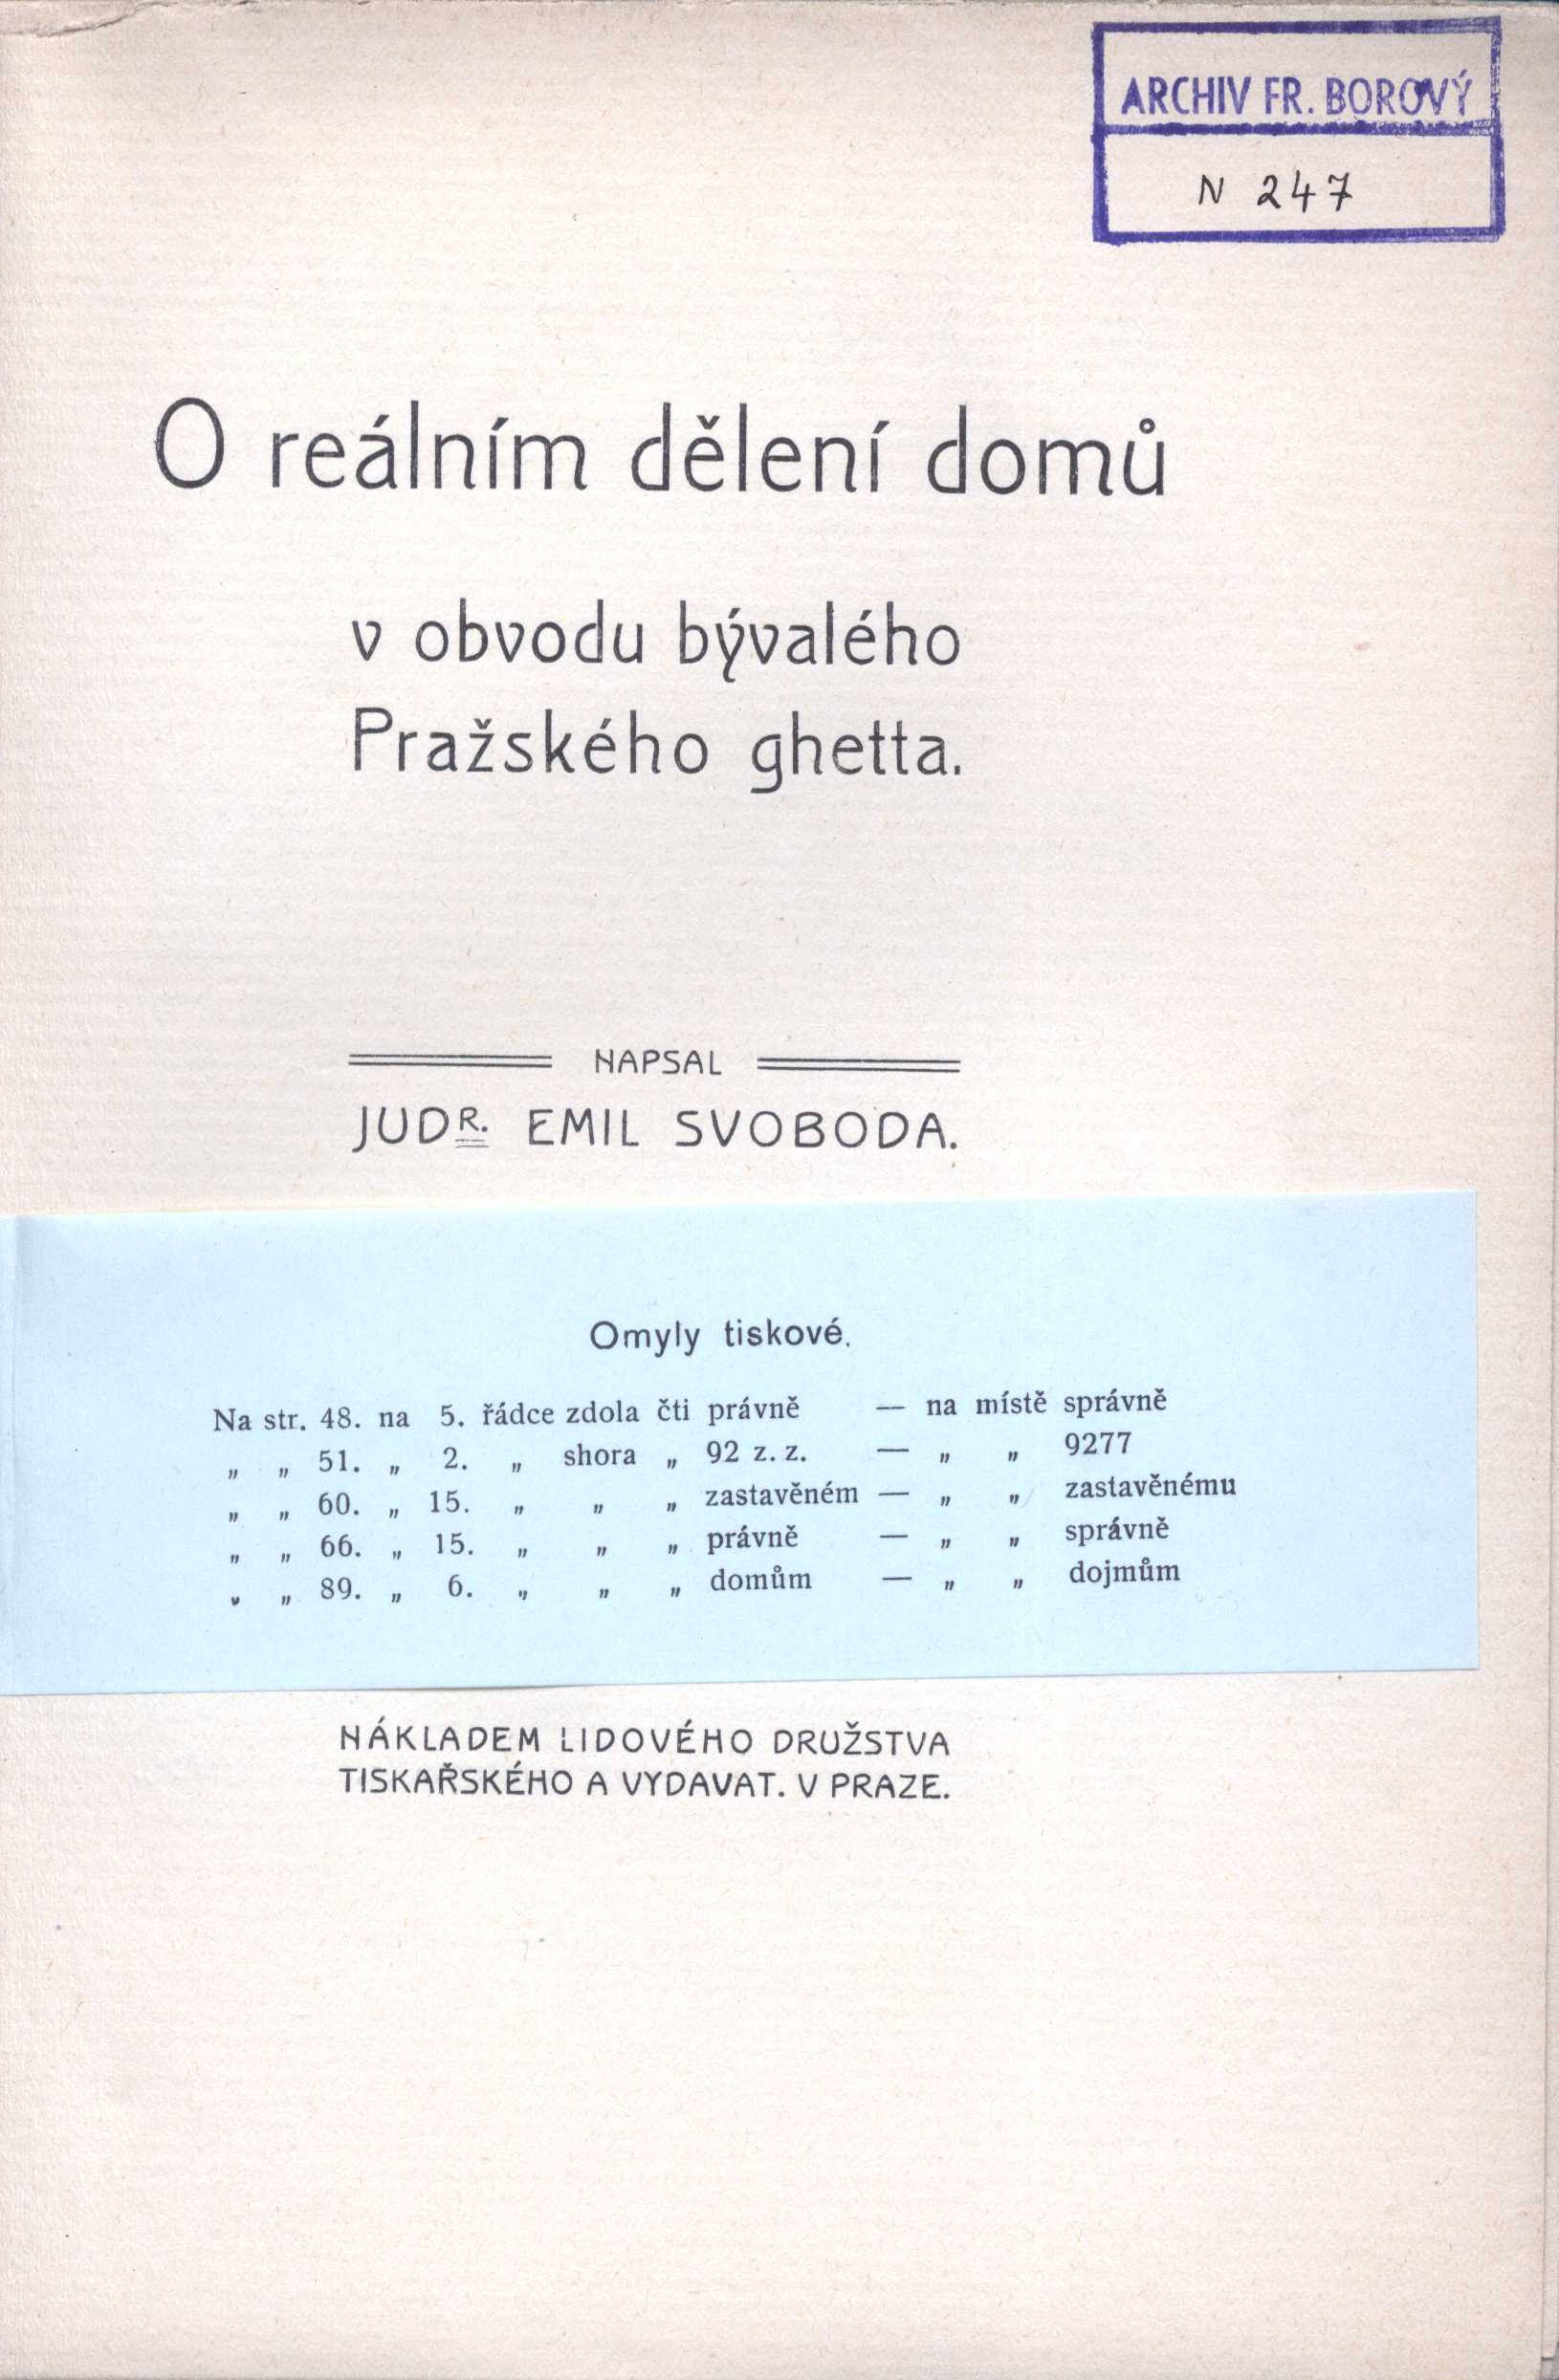 ARCHIV FR. BOROVÝ
N 247
O reálním dělení domů
v obvodu bývalého
Pražského ghetta.
NAPSAL
JUDR. EMIL SVOBODA.
Omyly tiskové.
Na str. 48. na 5. řádce zdola čti právně — na místě správně
„ „ 51. „ 2. „ shora „ 92 z. z. — „ „ 9277
„ „ 60. „ 15. „ „ „ zastavěném — „ „ zastavěnému
„ „ 66. „ 15. „ „ „ právně — „ „ správně
„ „ 89. „ 6. „ „ „ domům — „ „ dojmům
NÁKLADEM LIDOVÉHO DRUŽSTVA
TISKAŘSKÉHO A VYDAVAT. V PRAZE.